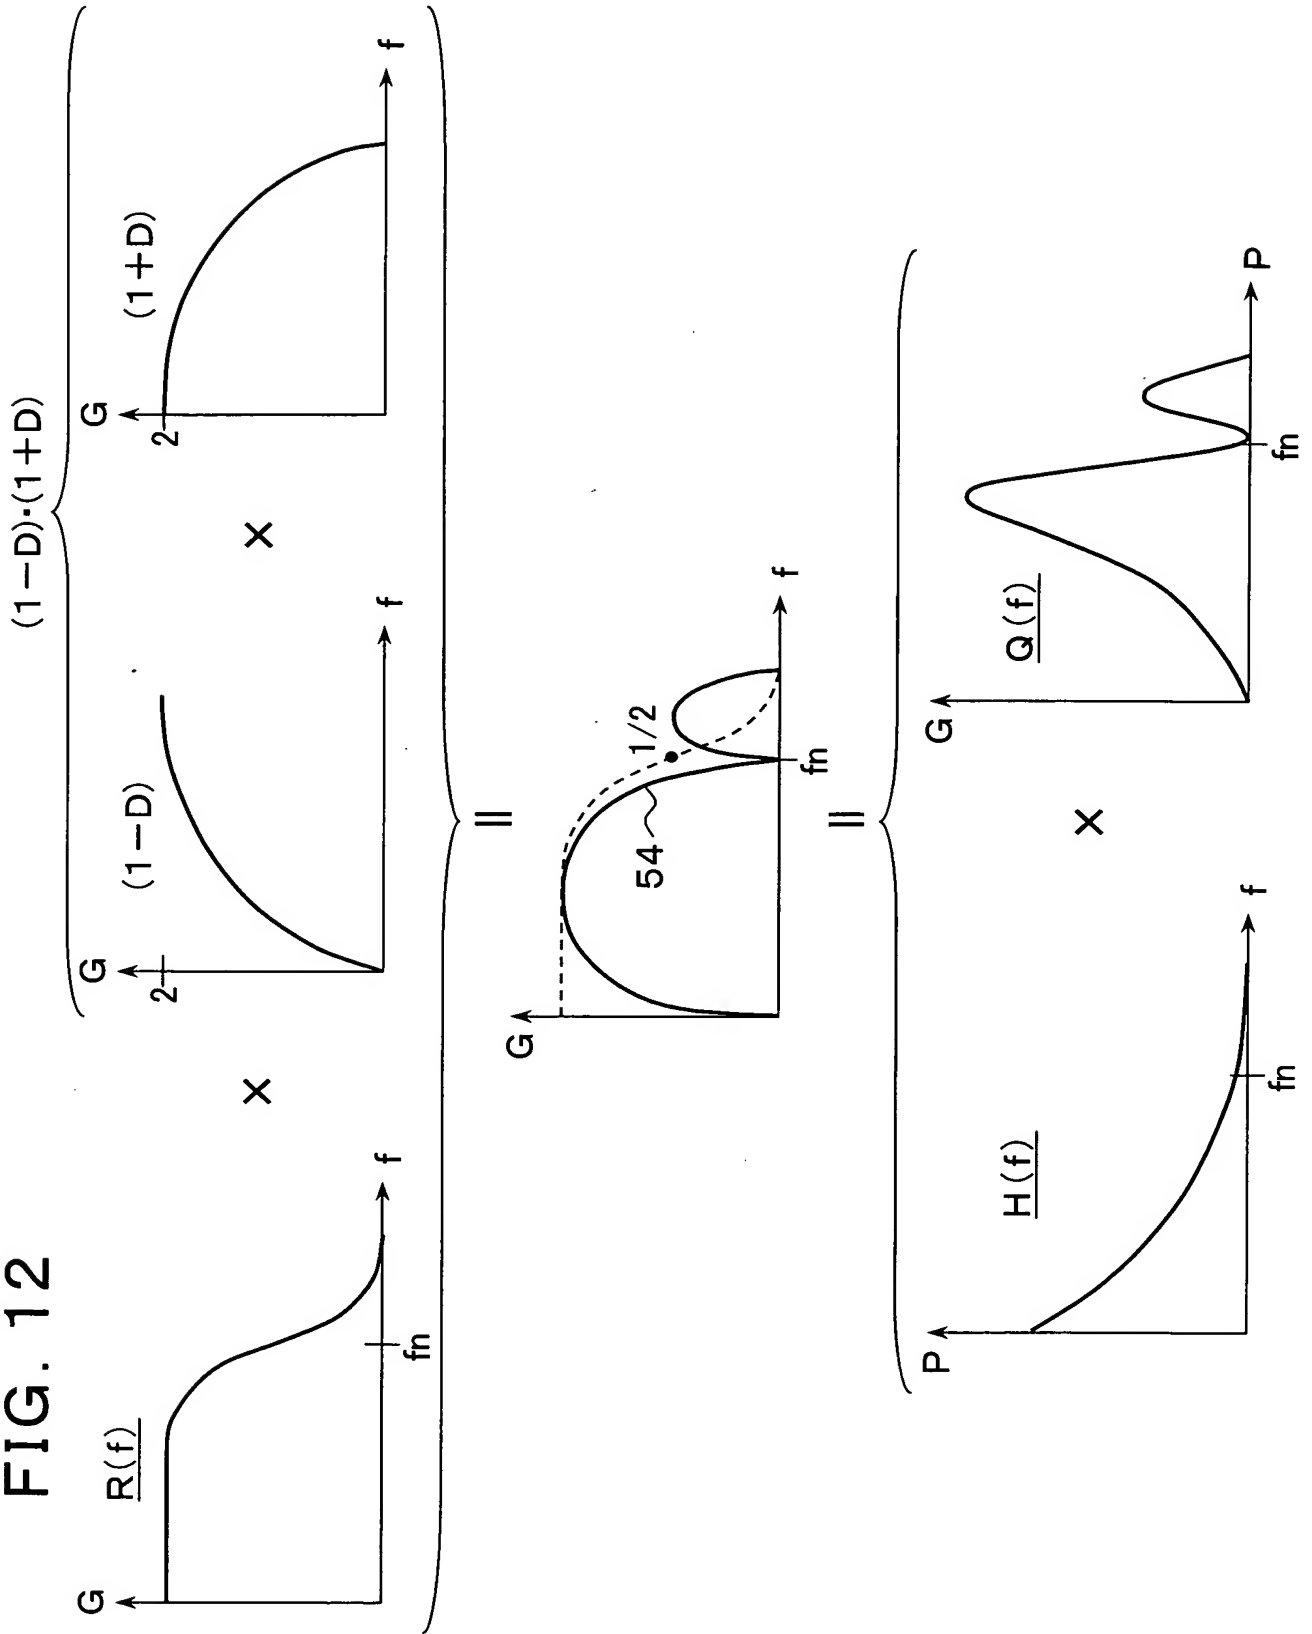 FIG. 12
(1−D)·(1+D)
G
R(f)
fn
f
×
G
2
(1−D)
f
×
G
2
(1+D)
f
=
G
54
1/2
fn
f
=
P
H(f)
fn
f
×
G
Q(f)
fn
P